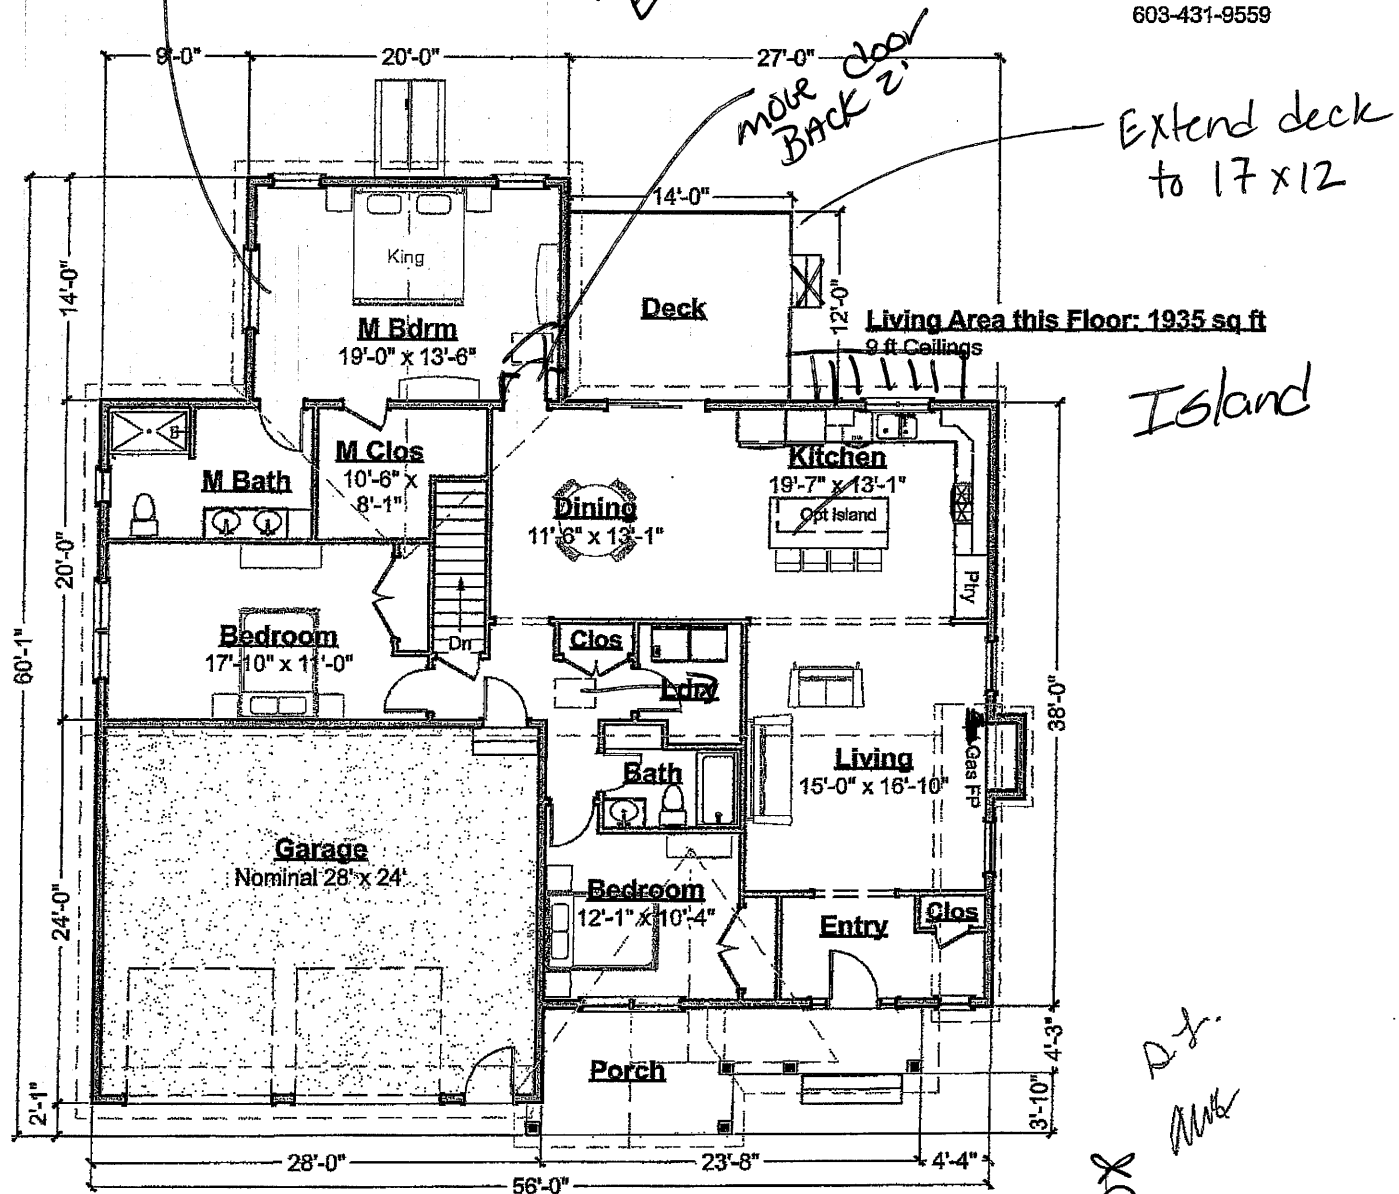 603-431-9559
9'-0"
20'-0"
27'-0"
move door
BACK 2'
Extend deck
to 17 x 12
14'-0"
King
14'-0"
M Bdrm
19'-0" x 13'-6"
Deck
12'-0"
Living Area this Floor: 1935 sq ft
9 ft Ceilings
Island
M Bath
M Clos
10'-6" x
8'-1"
Dining
11'-6" x 13'-1"
Kitchen
19'-7" x 13'-1"
Opt Island
Ptry
20'-0"
60'-1"
Bedroom
17'-10" x 11'-0"
Dn
Clos
Ldry
38'-0"
Living
15'-0" x 16'-10"
Gas FP
Bath
Garage
Nominal 28' x 24'
24'-0"
Bedroom
12'-1" x 10'-4"
Entry
Clos
Porch
4'-3"
3'-10"
2'-1"
28'-0"
23'-8"
4'-4"
56'-0"